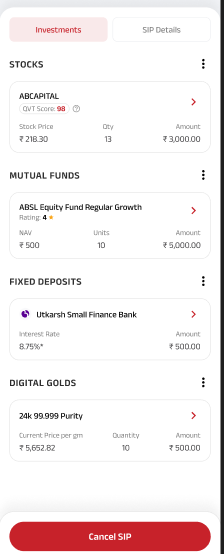 Investments
SIP Details
STOCKS
ABCAPITAL
QVT Score: 98
Stock Price Qty Amount
₹ 218.30 13 ₹ 3,000.00
MUTUAL FUNDS
ABSL Equity Fund Regular Growth
Rating: 4
NAV Units Amount
₹ 500 10 ₹ 5,000.00
FIXED DEPOSITS
Utkarsh Small Finance Bank
Interest Rate Amount
8.75%* ₹ 500.00
DIGITAL GOLDS
24k 99.999 Purity
Current Price per gm Quantity Amount
₹ 5,652.82 10 ₹ 500.00
Cancel SIP